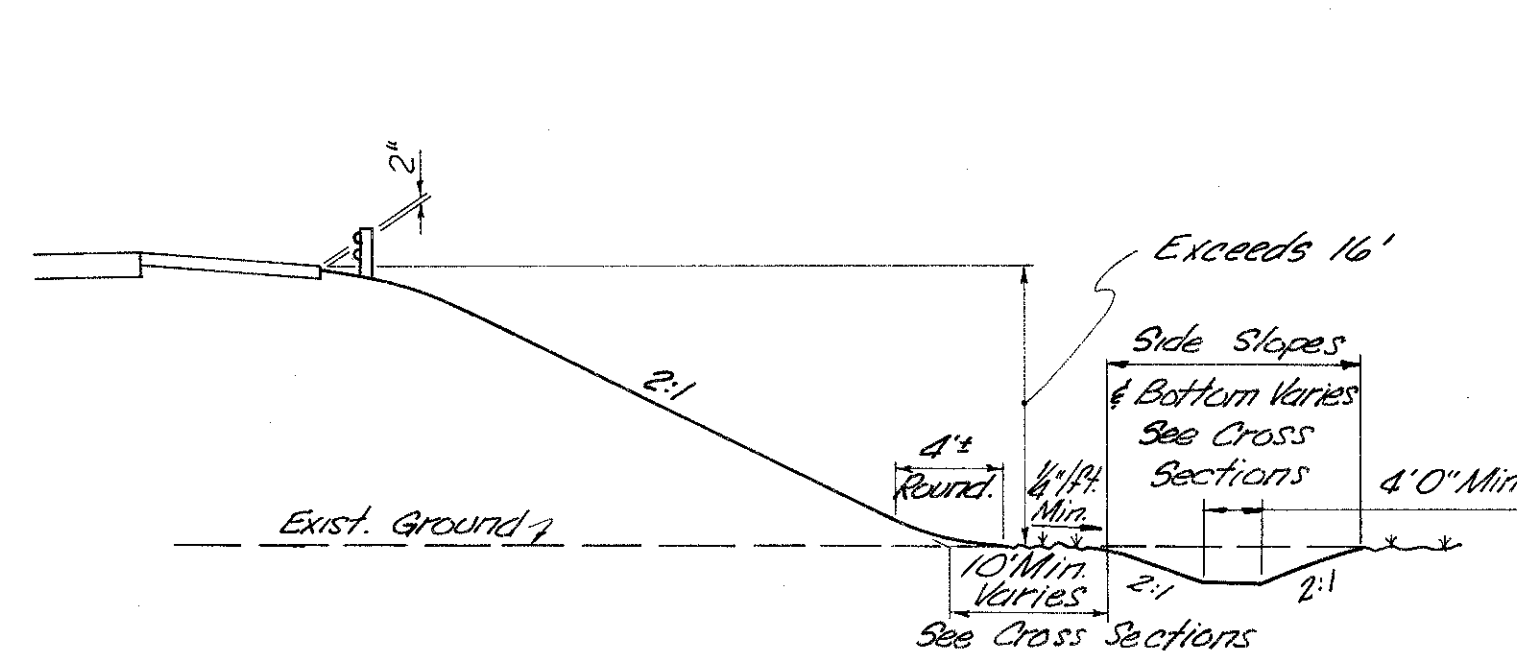 2"
Exceeds 16'
Side Slopes
& Bottom Varies
See Cross
Sections
2:1
4'±
Round.
1/4"/ft.
Min.
4'0" Min
Exist. Ground
10' Min.
Varies
See Cross Sections
2:1
2:1